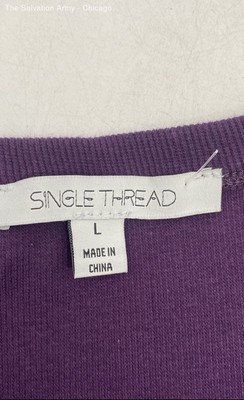 The Salvation Army - Chicago
SINGLE THREAD
L
MADE IN
CHINA